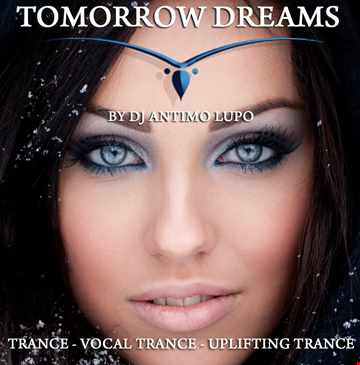 TOMORROW DREAMS
BY DJ ANTIMO LUPO
TRANCE - VOCAL TRANCE - UPLIFTING TRANCE